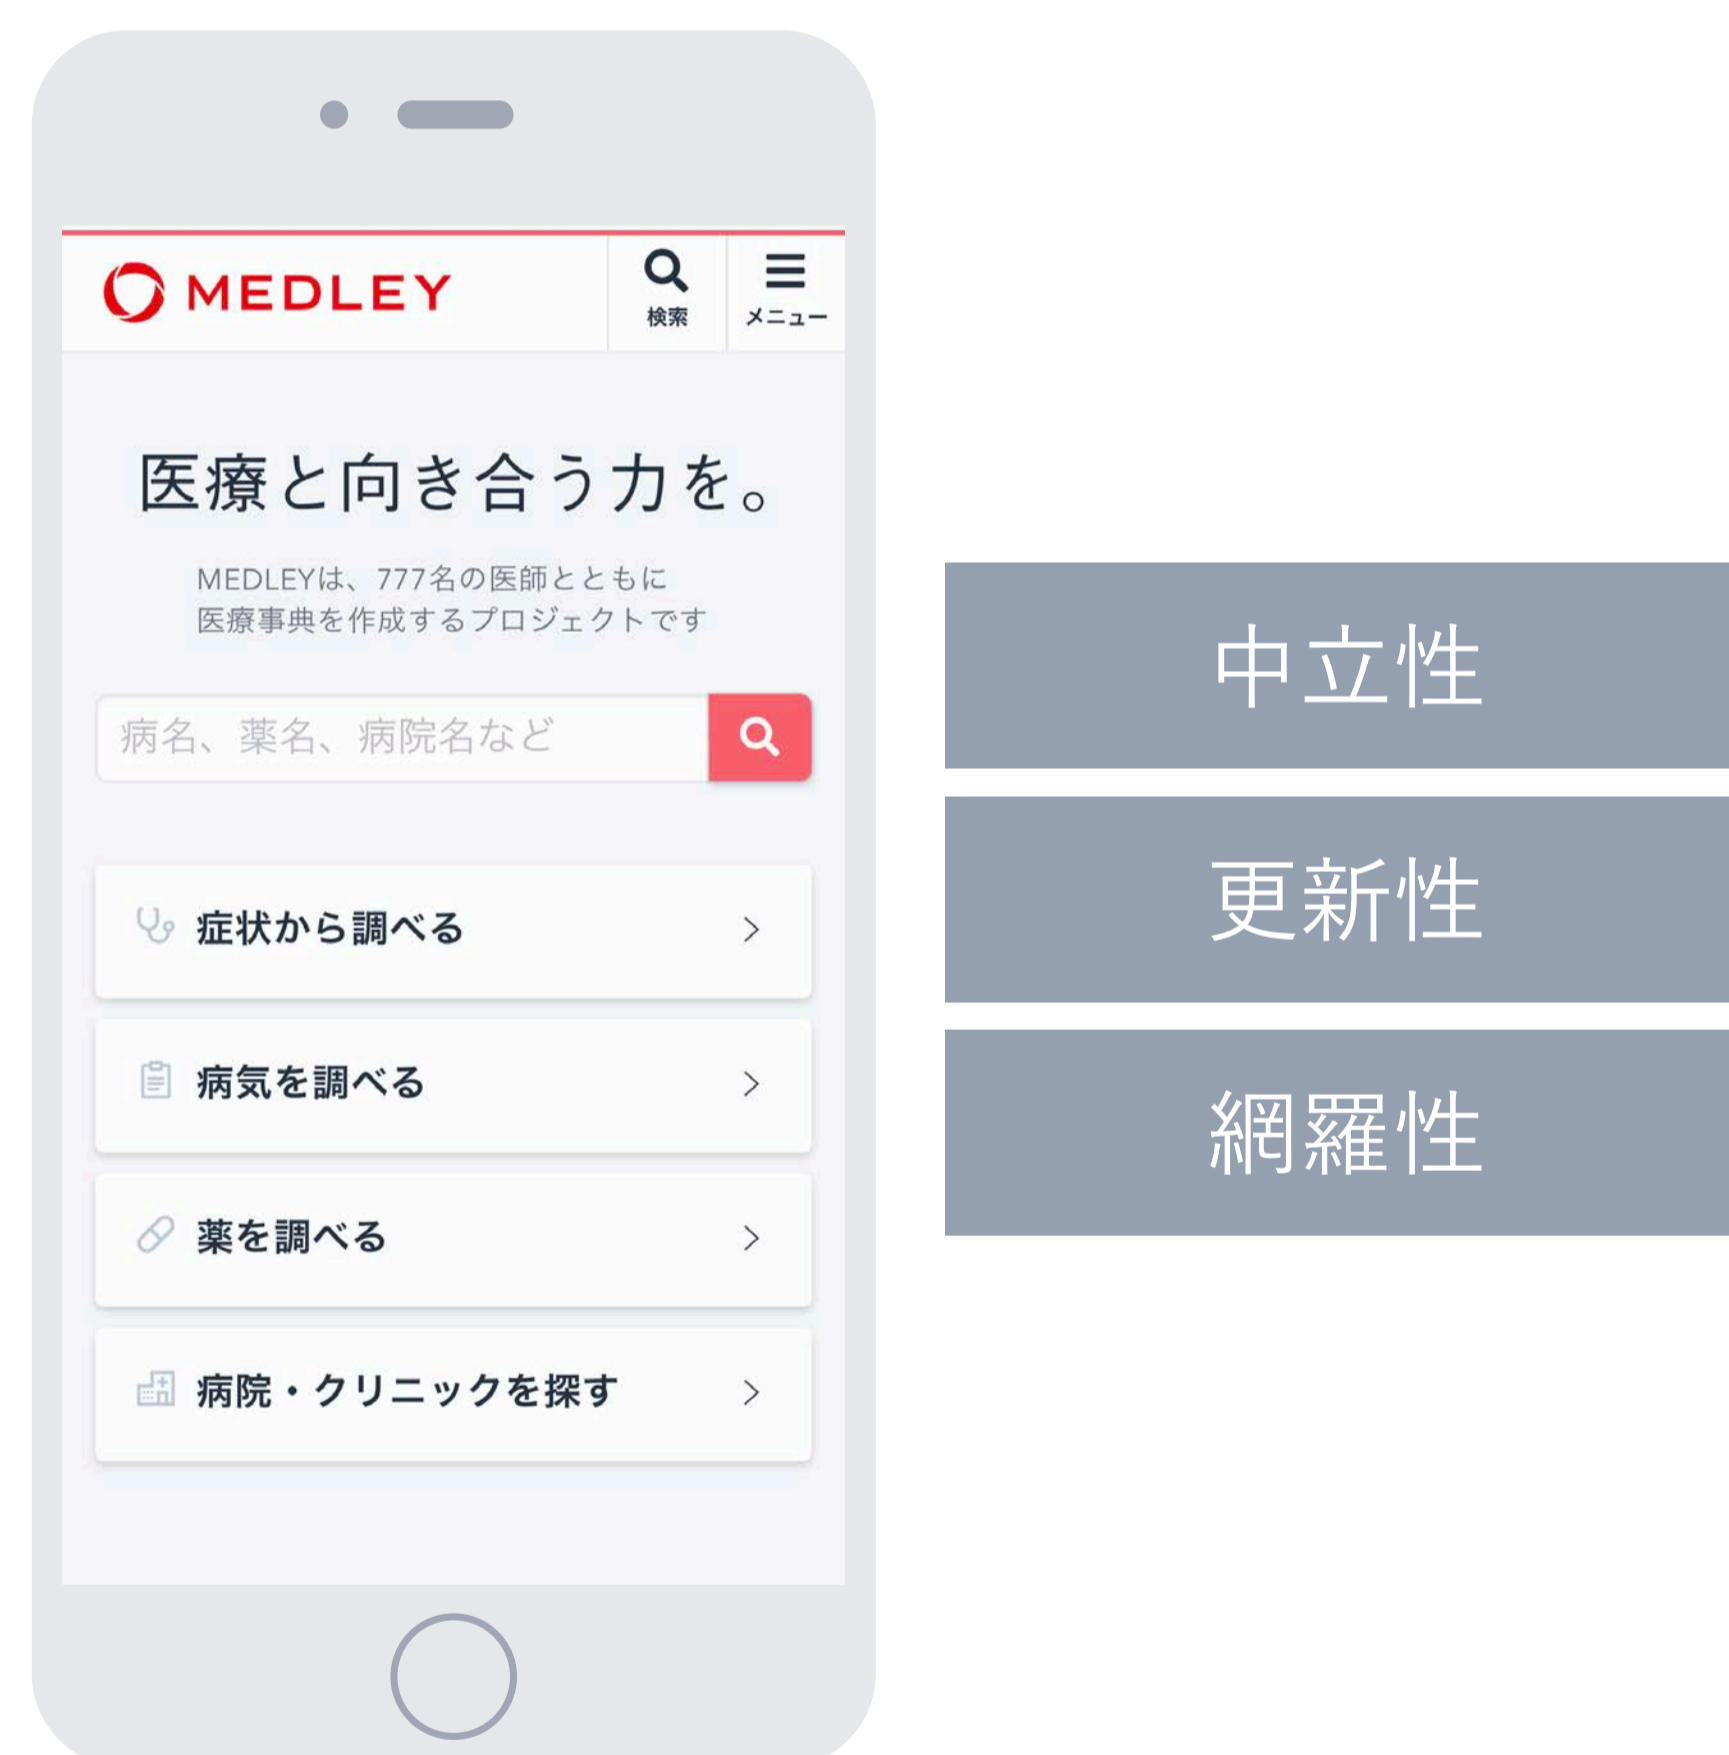 MEDLEY
検索
メニュー
医療と向き合う力を。
MEDLEYは、777名の医師とともに
医療事典を作成するプロジェクトです
病名、薬名、病院名など
症状から調べる
病気を調べる
薬を調べる
病院・クリニックを探す
中立性
更新性
網羅性